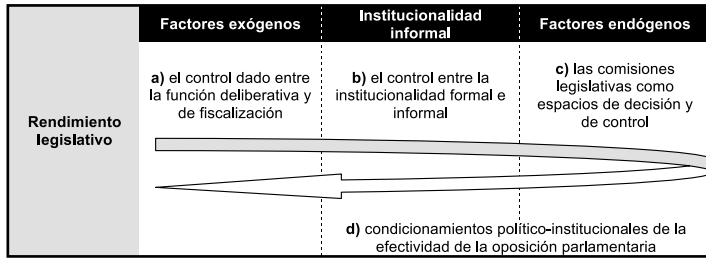 Factores exógenos
Institucionalidad
informal
Factores endógenos
Rendimiento
legislativo
a) el control dado entre
la función deliberativa y
de fiscalización
b) el control entre la
institucionalidad formal e
informal
c) las comisiones
legislativas como
espacios de decisión y
de control
d) condicionamientos político-institucionales de la
efectividad de la oposición parlamentaria